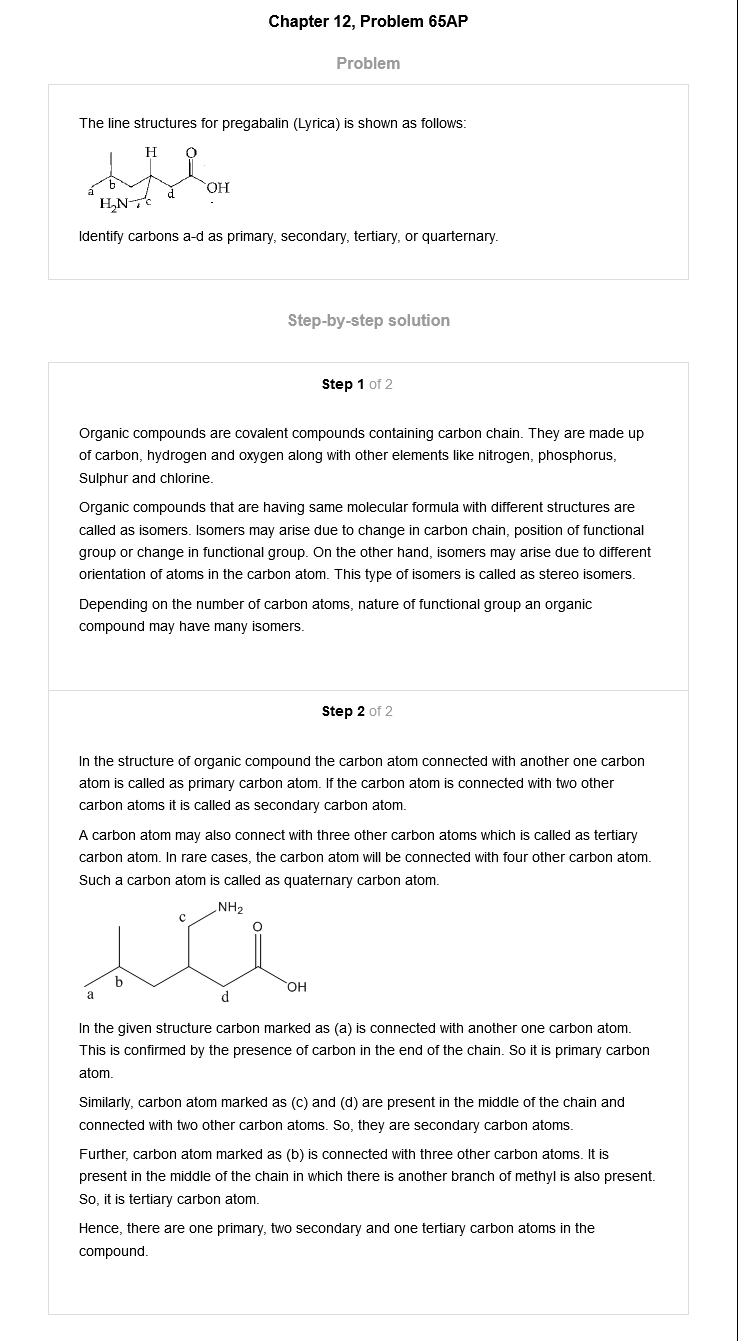 Chapter 12, Problem 65AP
Problem
The line structures for pregabalin (Lyrica) is shown as follows:
H O
a b
H₂N c d OH
Identify carbons a-d as primary, secondary, tertiary, or quarternary.
Step-by-step solution
Step 1 of 2
Organic compounds are covalent compounds containing carbon chain. They are made up
of carbon, hydrogen and oxygen along with other elements like nitrogen, phosphorus,
Sulphur and chlorine.
Organic compounds that are having same molecular formula with different structures are
called as isomers. Isomers may arise due to change in carbon chain, position of functional
group or change in functional group. On the other hand, isomers may arise due to different
orientation of atoms in the carbon atom. This type of isomers is called as stereo isomers.
Depending on the number of carbon atoms, nature of functional group an organic
compound may have many isomers.
Step 2 of 2
In the structure of organic compound the carbon atom connected with another one carbon
atom is called as primary carbon atom. If the carbon atom is connected with two other
carbon atoms it is called as secondary carbon atom.
A carbon atom may also connect with three other carbon atoms which is called as tertiary
carbon atom. In rare cases, the carbon atom will be connected with four other carbon atom.
Such a carbon atom is called as quaternary carbon atom.
c NH₂
O
b
a d OH
In the given structure carbon marked as (a) is connected with another one carbon atom.
This is confirmed by the presence of carbon in the end of the chain. So it is primary carbon
atom.
Similarly, carbon atom marked as (c) and (d) are present in the middle of the chain and
connected with two other carbon atoms. So, they are secondary carbon atoms.
Further, carbon atom marked as (b) is connected with three other carbon atoms. It is
present in the middle of the chain in which there is another branch of methyl is also present.
So, it is tertiary carbon atom.
Hence, there are one primary, two secondary and one tertiary carbon atoms in the
compound.